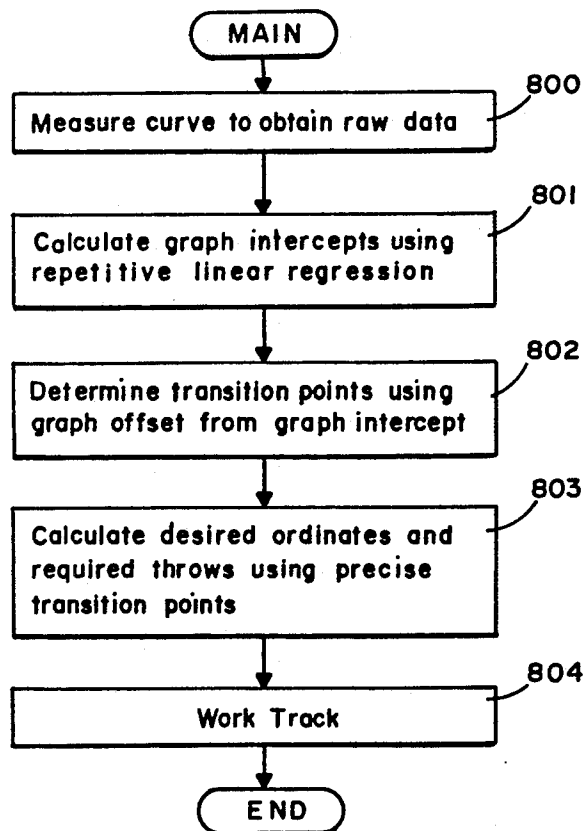 MAIN
800
Measure curve to obtain raw data
801
Calculate graph intercepts using
repetitive linear regression
802
Determine transition points using
graph offset from graph intercept
803
Calculate desired ordinates and
required throws using precise
transition points
804
Work Track
END